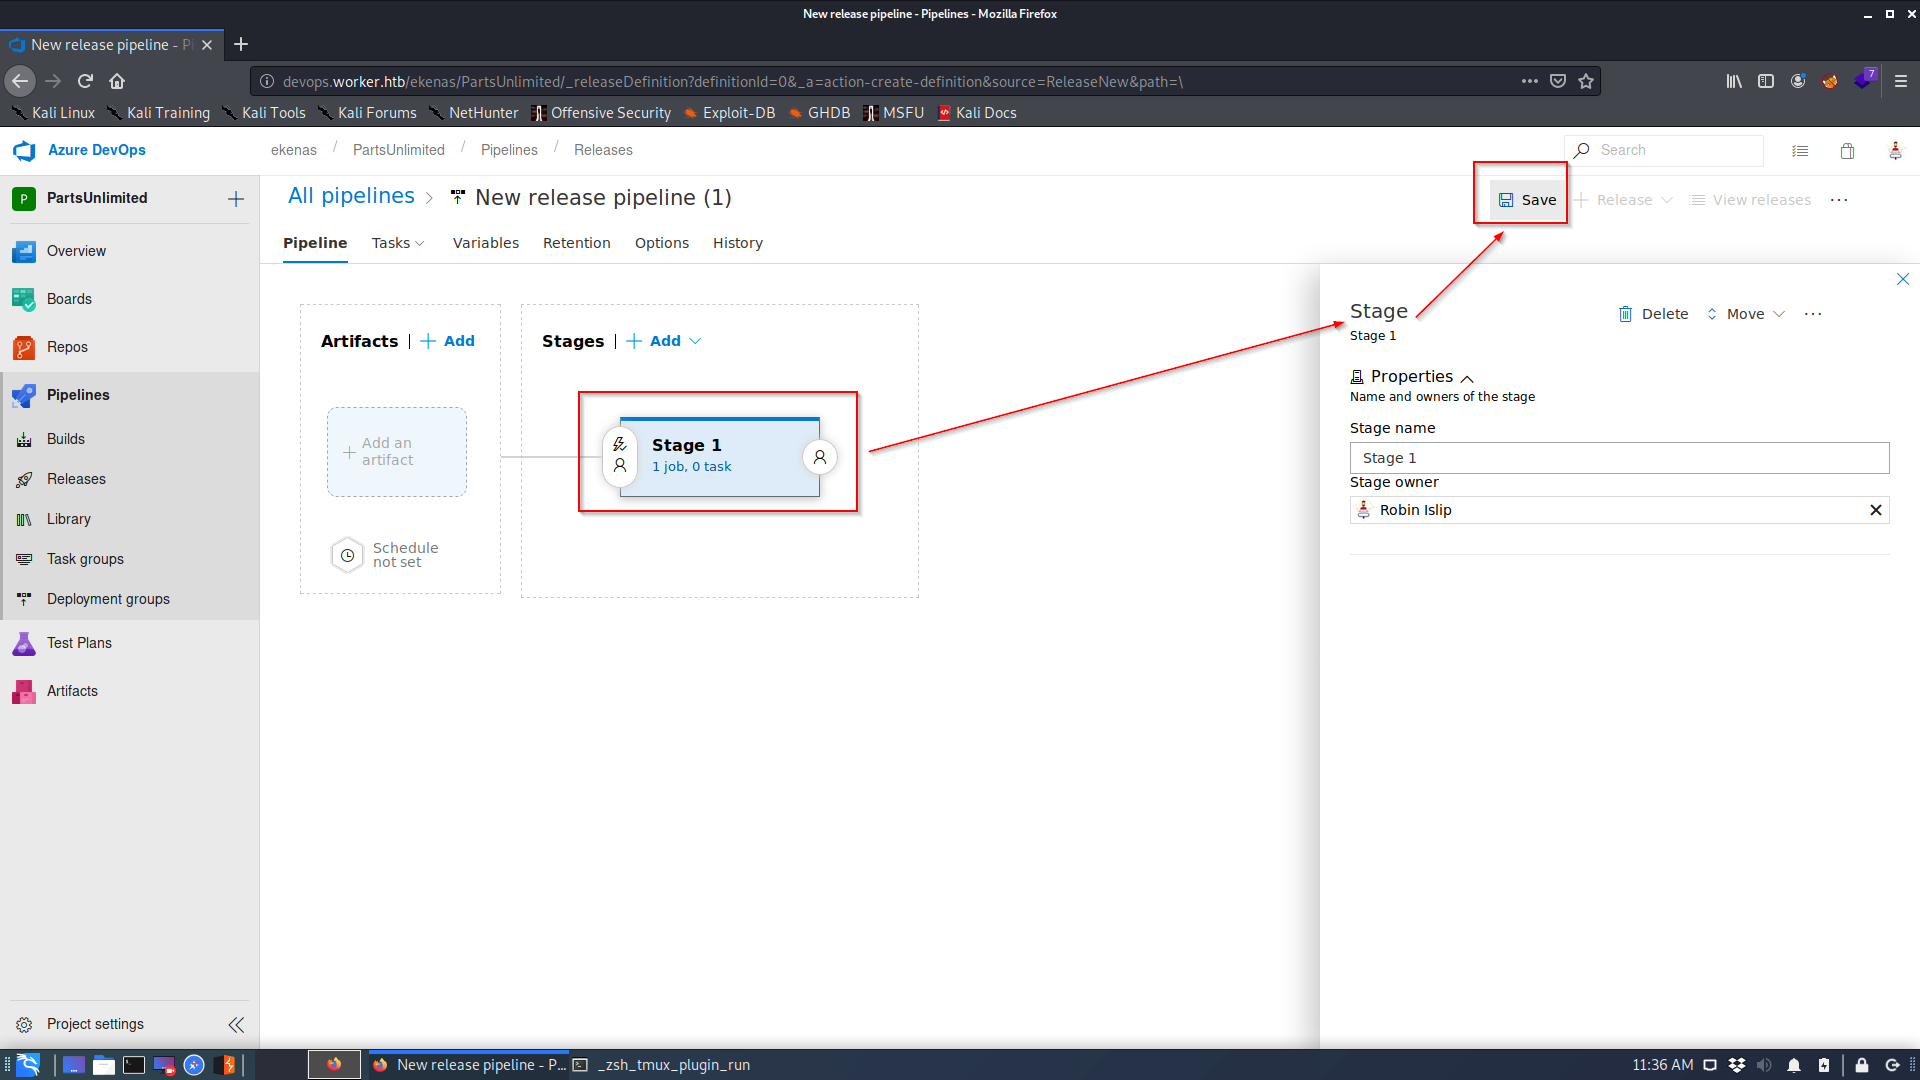 New release pipeline - Pipelines - Mozilla Firefox
New release pipeline - P
devops.worker.htb/ekenas/PartsUnlimited/_releaseDefinition?definitionId=0&_a=action-create-definition&source=ReleaseNew&path=\
7
Kali Linux Kali Training Kali Tools Kali Forums NetHunter Offensive Security Exploit-DB GHDB MSFU Kali Docs
Azure DevOps
ekenas / PartsUnlimited / Pipelines / Releases
Search
P PartsUnlimited
Overview
Boards
Repos
Pipelines
Builds
Releases
Library
Task groups
Deployment groups
Test Plans
Artifacts
Project settings
All pipelines > New release pipeline (1)
Save
Release
View releases
Pipeline Tasks Variables Retention Options History
Artifacts | + Add
Add an
artifact
Schedule
not set
Stages | + Add
Stage 1
1 job, 0 task
Stage
Delete Move
Stage 1
Properties
Name and owners of the stage
Stage name
Stage 1
Stage owner
Robin Islip
New release pipeline - P...
_zsh_tmux_plugin_run
11:36 AM